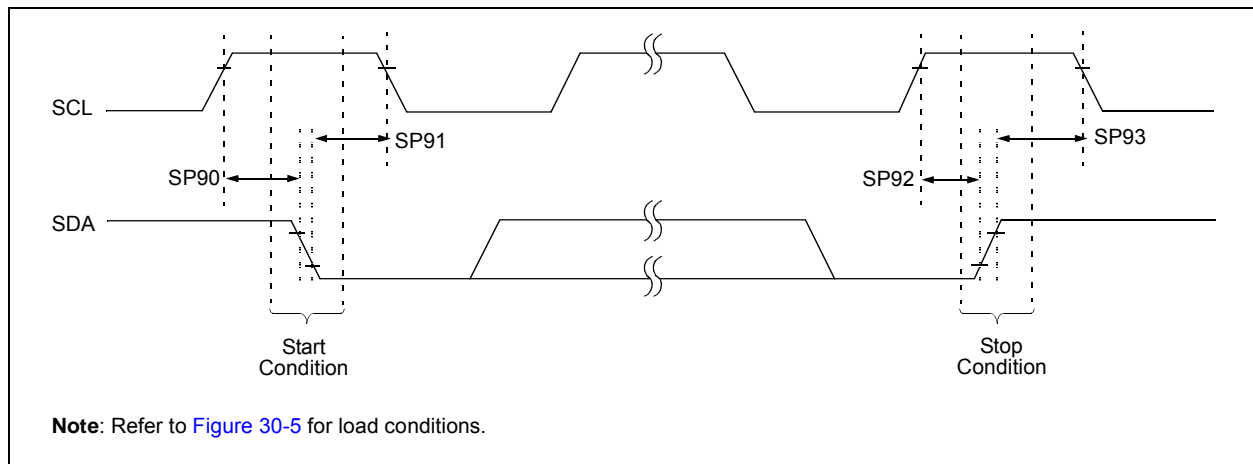 SCL
SP91
SP93
SP90
SP92
SDA
Start
Condition
Stop
Condition
Note: Refer to Figure 30-5 for load conditions.